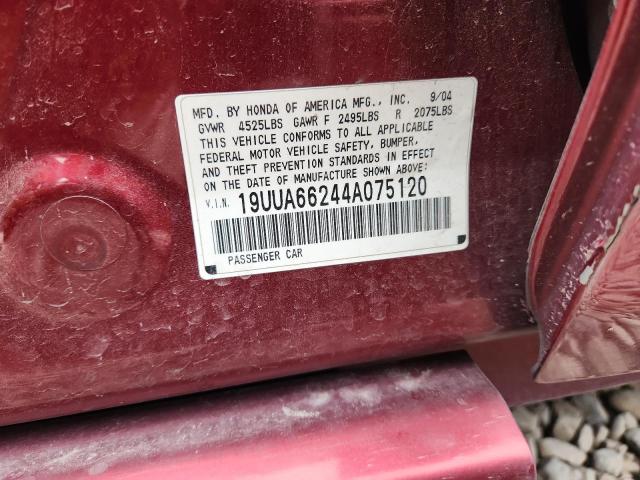 MFD. BY HONDA OF AMERICA MFG., INC. 9/04
GVWR 4525LBS GAWR F 2495LBS R 2075LBS
THIS VEHICLE CONFORMS TO ALL APPLICABLE
FEDERAL MOTOR VEHICLE SAFETY, BUMPER,
AND THEFT PREVENTION STANDARDS IN EFFECT
ON THE DATE OF MANUFACTURE SHOWN ABOVE:
V.I.N. 19UUA66244A075120
PASSENGER CAR